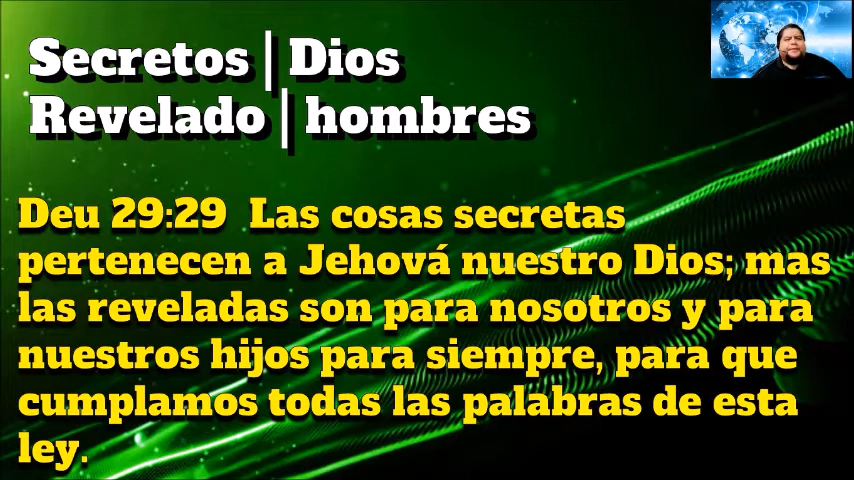 Secretos | Dios
Revelado | hombres
Deu 29:29 Las cosas secretas
pertenecen a Jehová nuestro Dios; mas
las reveladas son para nosotros y para
nuestros hijos para siempre, para que
cumplamos todas las palabras de esta
ley.